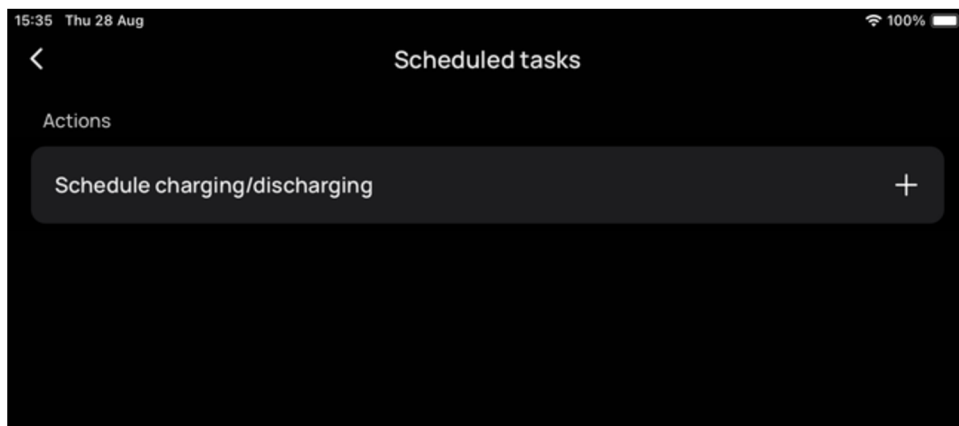 15:35 Thu 28 Aug 100%
Scheduled tasks
Actions
Schedule charging/discharging